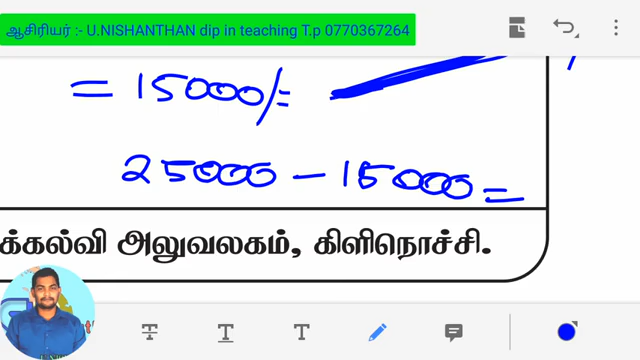 ஆசிரியர் :- U.NISHANTHAN dip in teaching T.p 0770367264
= 15000/=
25000 - 15000 =
க்கல்வி அலுவலகம், கிளிநொச்சி.
T T T